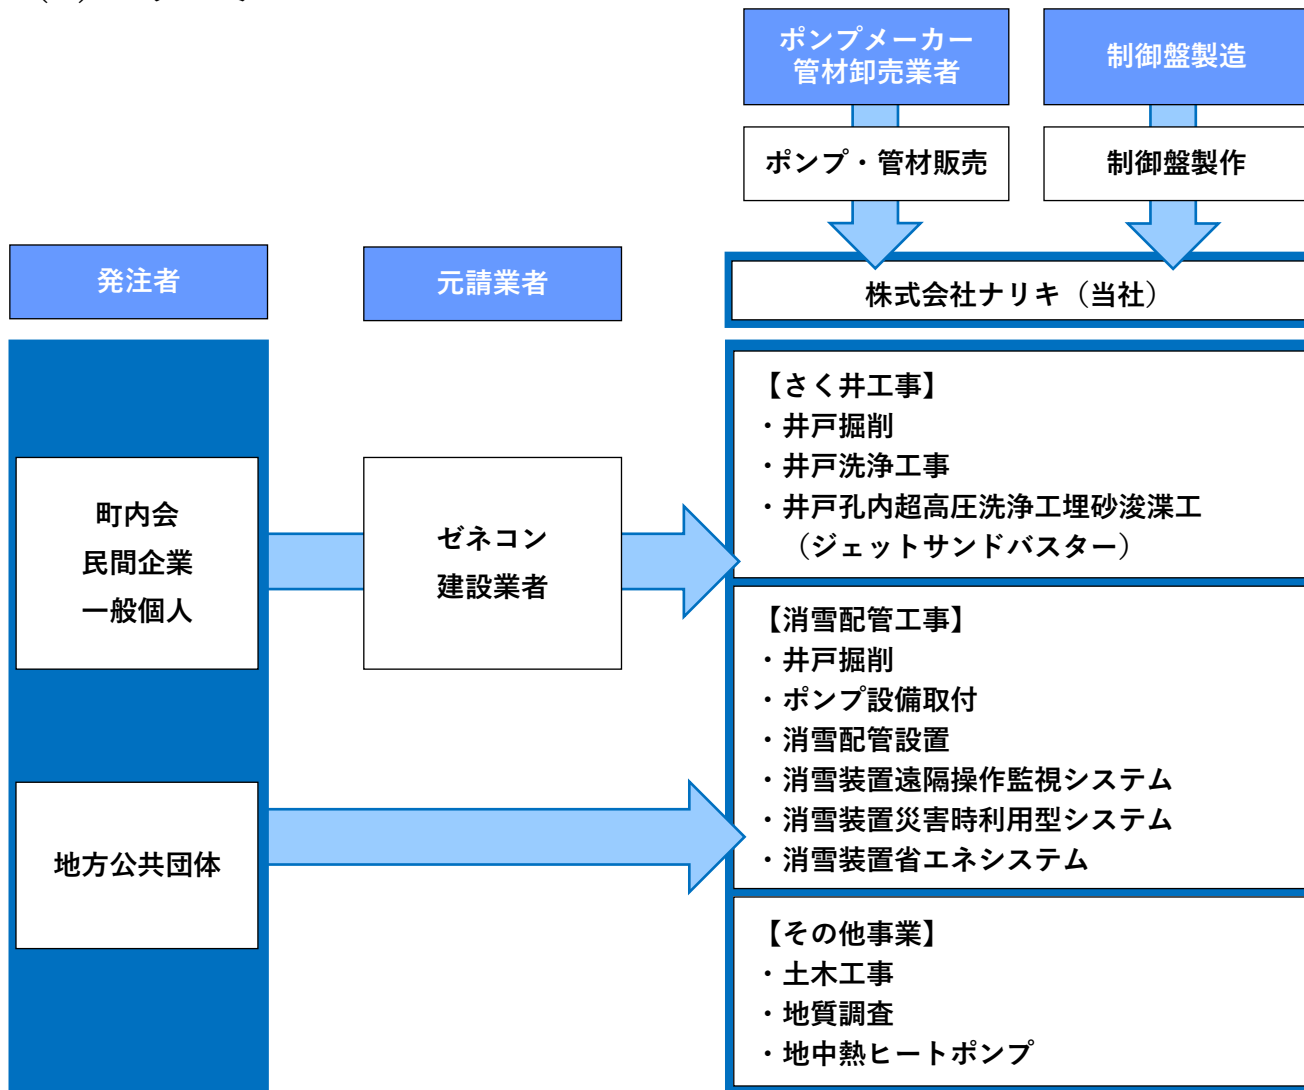 ポンプメーカー
管材卸売業者
制御盤製造
ポンプ・管材販売
制御盤製作
発注者
元請業者
株式会社ナリキ（当社）
町内会
民間企業
一般個人
ゼネコン
建設業者
地方公共団体
【さく井工事】
・井戸掘削
・井戸洗浄工事
・井戸孔内超高圧洗浄工埋砂浚渫工
（ジェットサンドバスター）
【消雪配管工事】
・井戸掘削
・ポンプ設備取付
・消雪配管設置
・消雪装置遠隔操作監視システム
・消雪装置災害時利用型システム
・消雪装置省エネシステム
【その他事業】
・土木工事
・地質調査
・地中熱ヒートポンプ